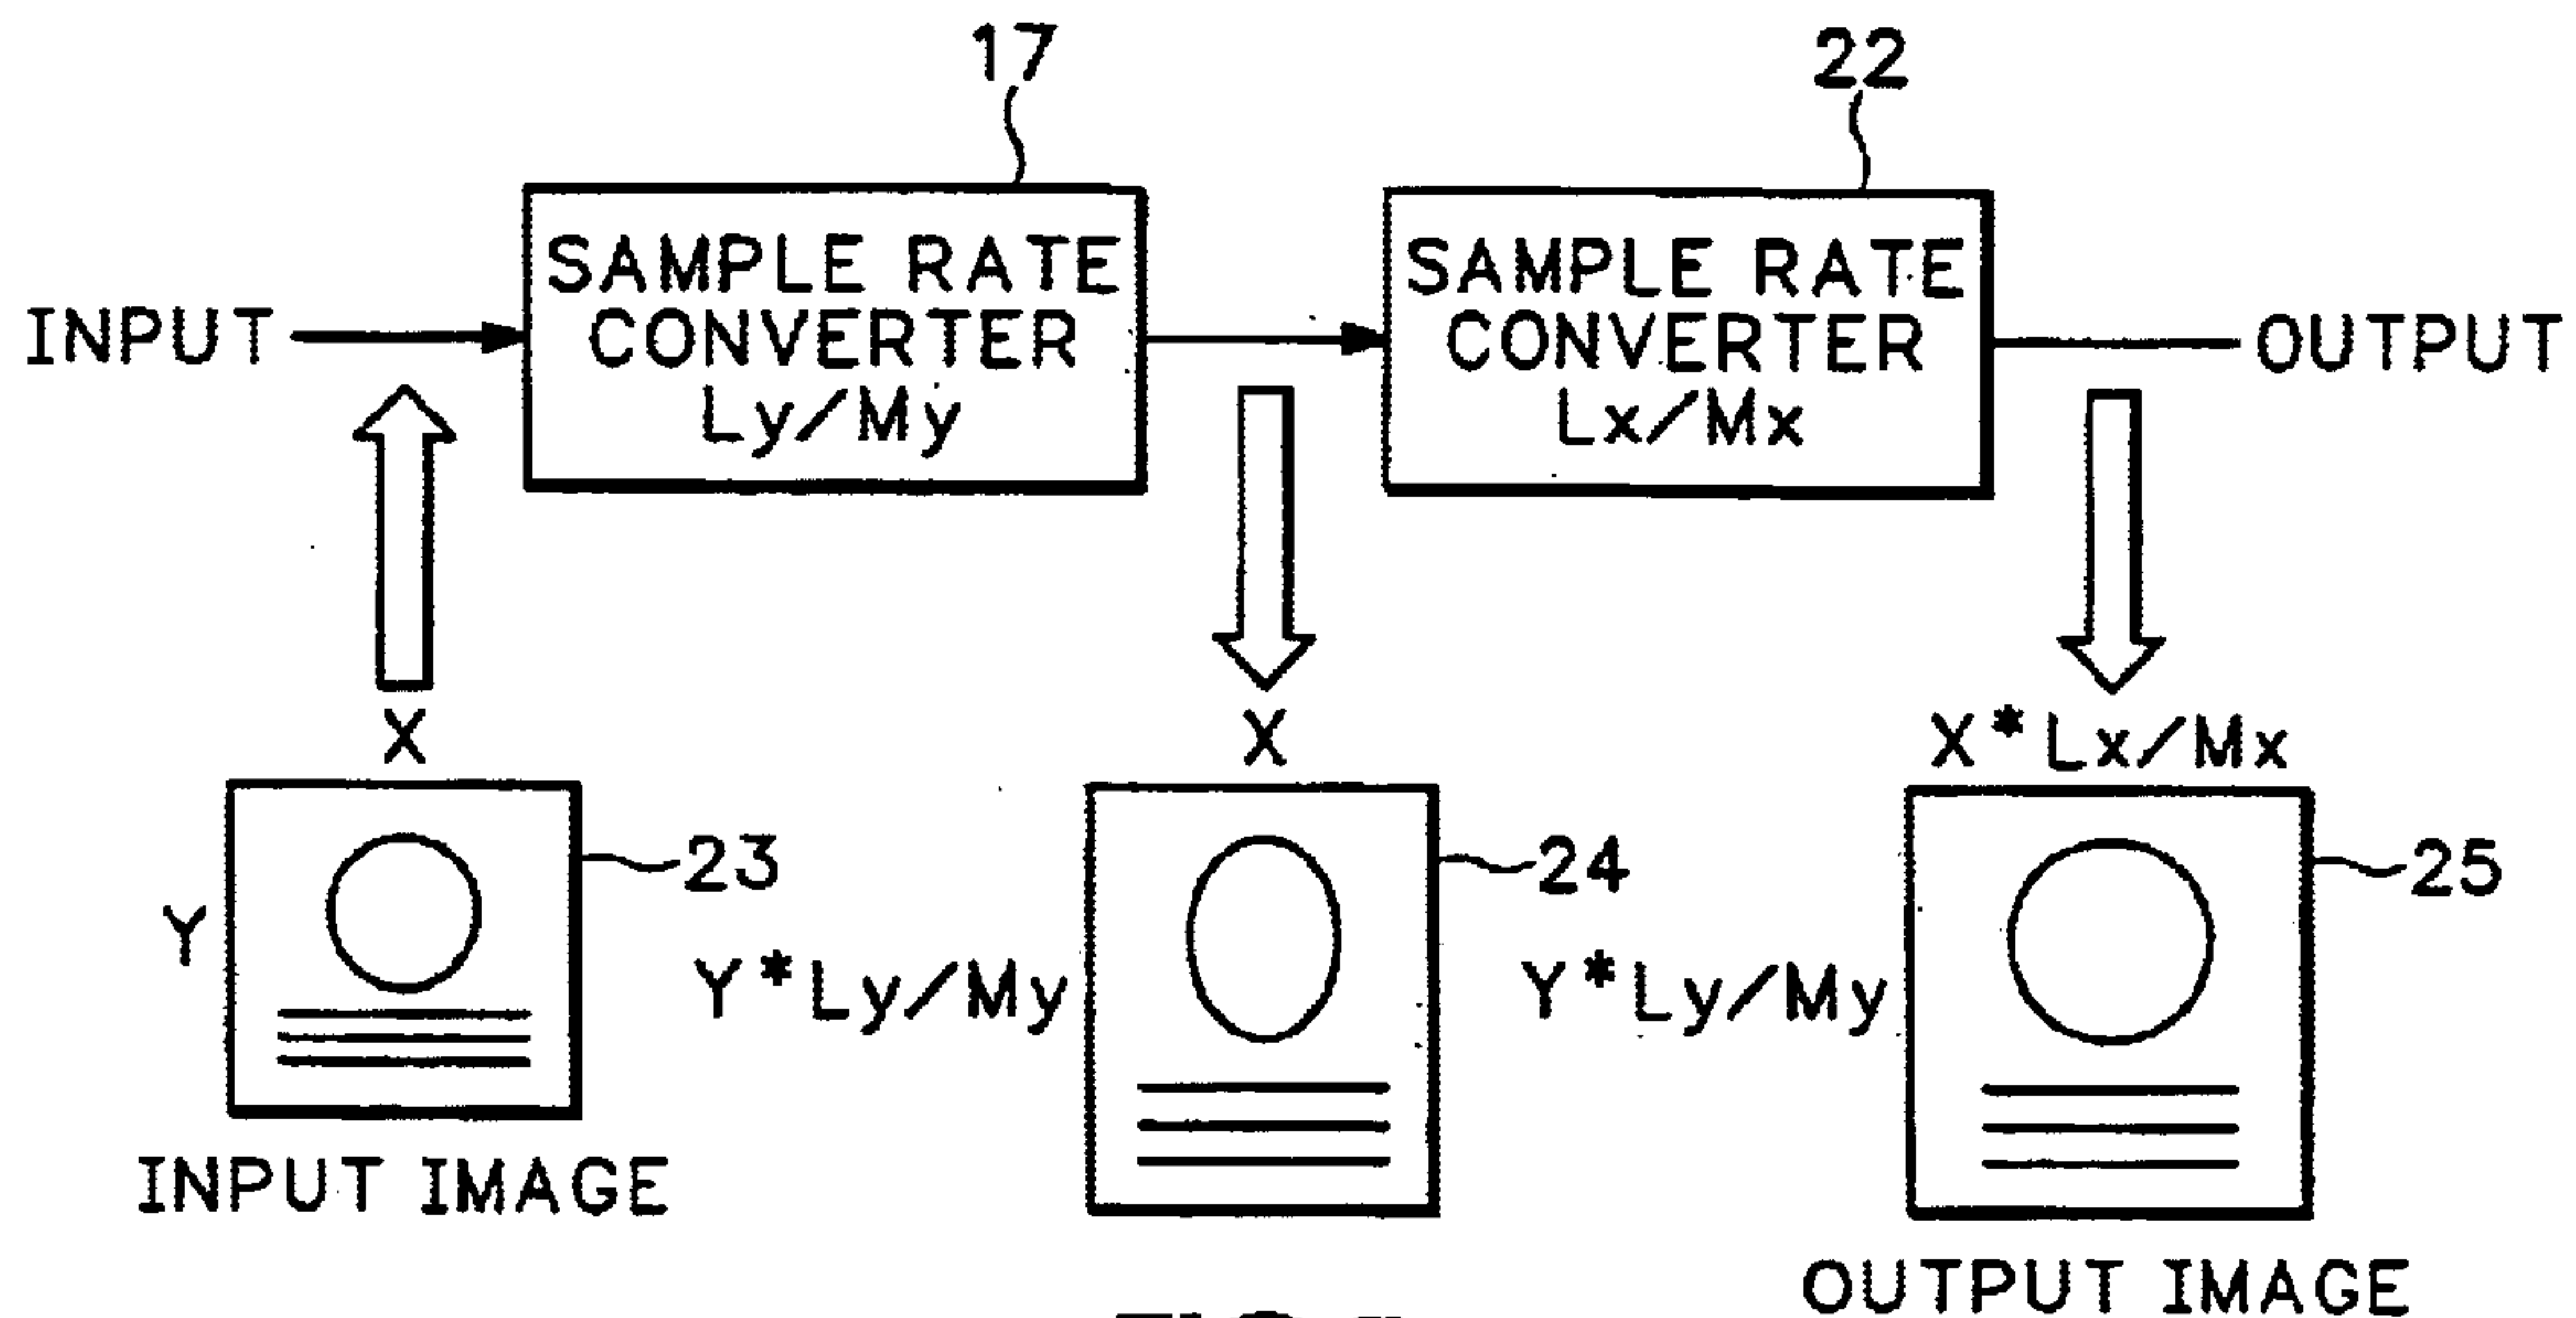 17
22
SAMPLE RATE
CONVERTER
Ly/My
SAMPLE RATE
CONVERTER
Lx/Mx
INPUT
OUTPUT
X
X
X*Lx/Mx
23
24
25
Y
Y*Ly/My
Y*Ly/My
INPUT IMAGE
OUTPUT IMAGE